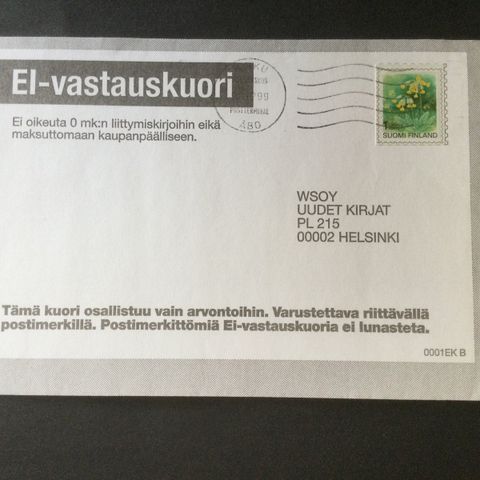 EI-vastauskuori
Ei oikeuta 0 mk:n liittymiskirjoihin eikä
maksuttomaan kaupanpäälliseen.
ÅBO
SUOMI FINLAND
WSOY
UUDET KIRJAT
PL 215
00002 HELSINKI
Tämä kuori osallistuu vain arvontoihin. Varustettava riittävällä
postimerkillä. Postimerkittömiä Ei-vastauskuoria ei lunasteta.
0001EK B